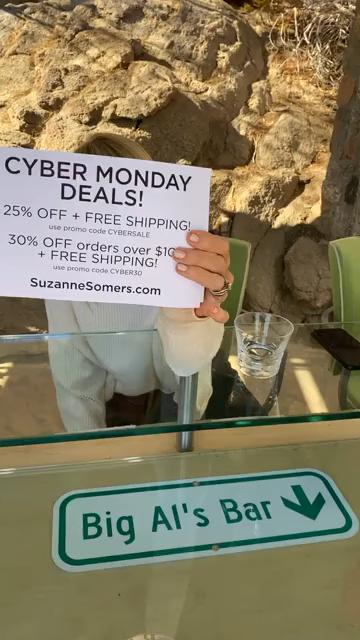 CYBER MONDAY
DEALS!
25% OFF + FREE SHIPPING!
use promo code CYBERSALE
30% OFF orders over
+ FREE SHIPPING!
use promo code CYBER30
SuzanneSomers.com
Big Al's Bar